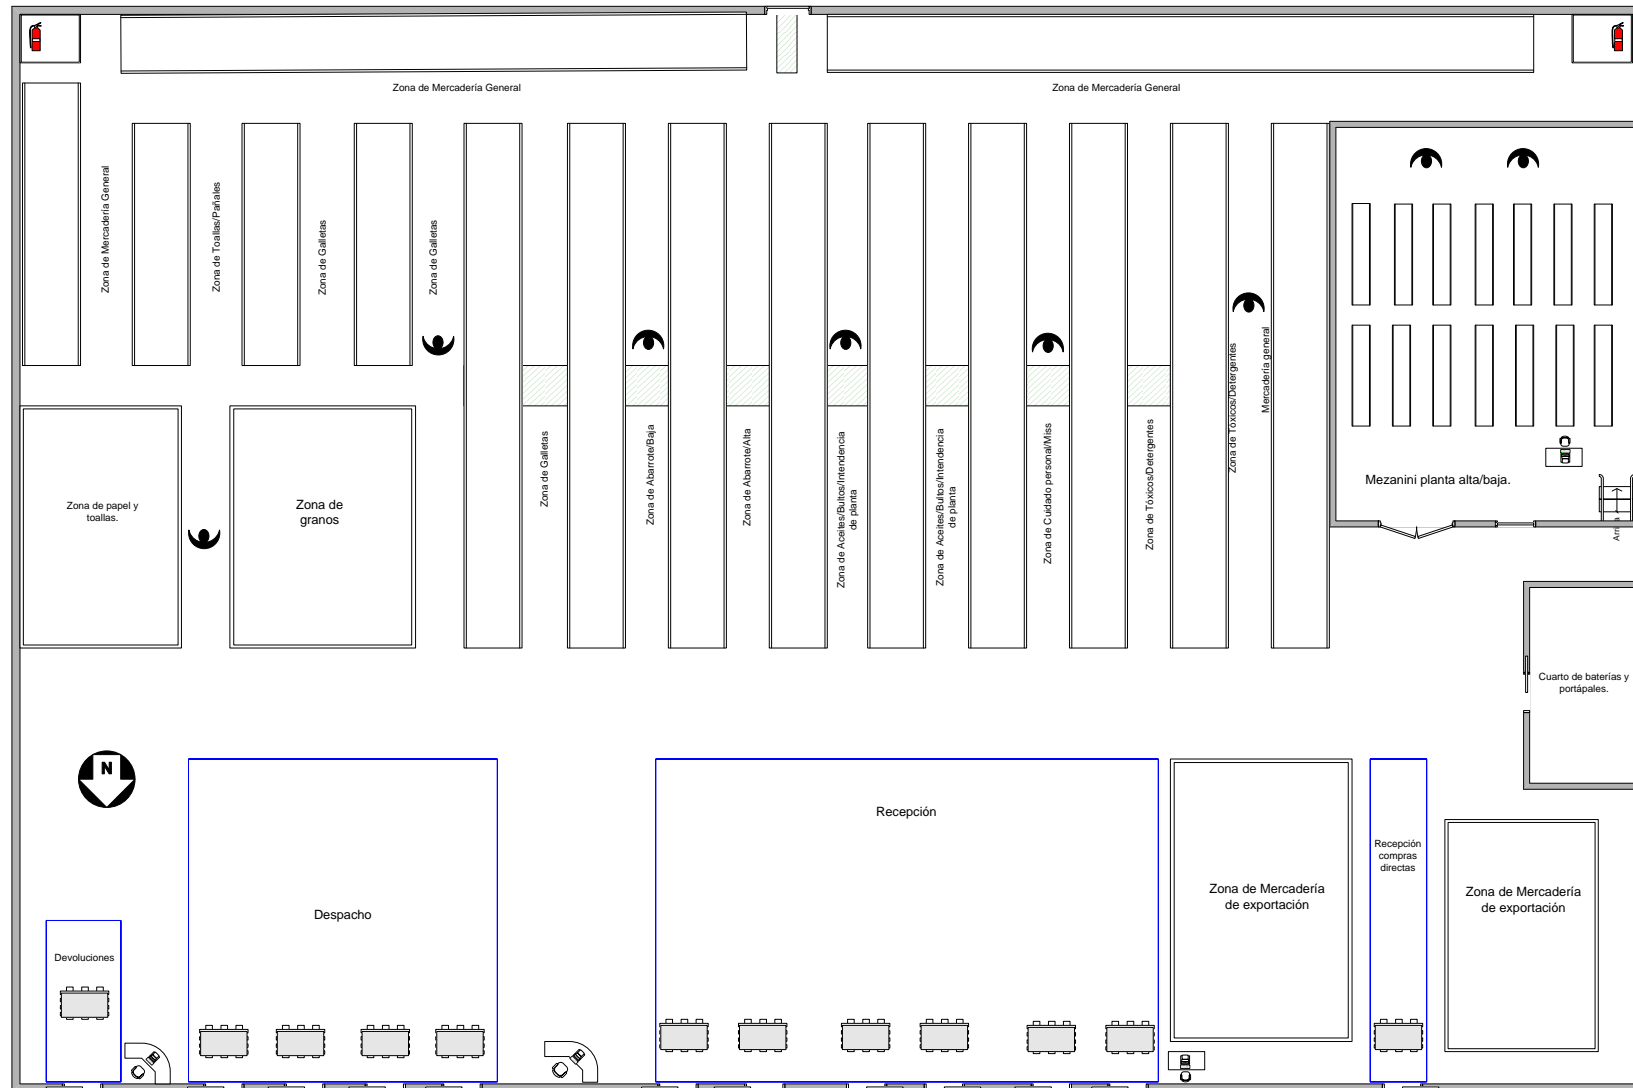 Zona de Mercadería General
Zona de Mercadería General
Zona de Mercadería General
Zona de Toallas/Pañales
Zona de Galletas
Zona de Galletas
Zona de Tóxicos/Detergentes
Mercadería general
Zona de Galletas
Zona de Abarrote/Baja
Zona de Abarrote/Alta
Zona de Aceites/Bultos/Intendencia
de planta
Zona de Aceites/Bultos/Intendencia
de planta
Zona de Cuidado personal/Miss
Zona de Tóxicos/Detergentes
Mezanini planta alta/baja.
Zona de papel y
toallas.
Zona de
granos
Cuarto de baterías y
portápales.
N
Recepción
Recepción
compras
directas
Zona de Mercadería
de exportación
Zona de Mercadería
de exportación
Despacho
Devoluciones